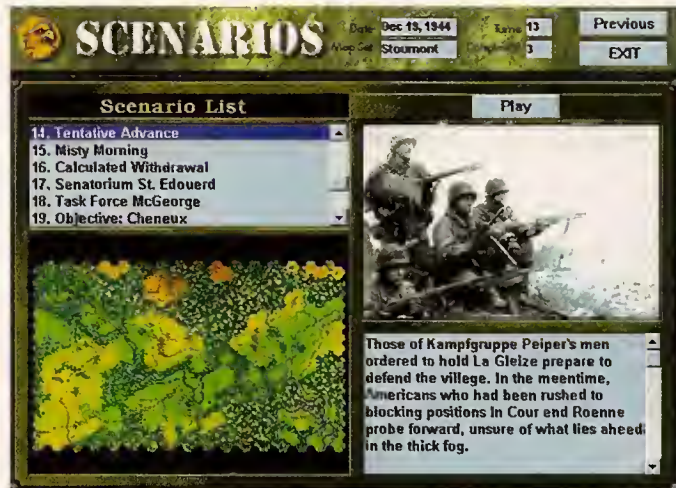 SCENARIOS
Date Dec 19, 1944
Turns 13
Previous
Map Set Stoumont
Complexity 3
EXIT
Scenario List
Play
14. Tentative Advance
15. Misty Morning
16. Calculated Withdrawal
17. Senatorium St. Edouerd
18. Task Force McGeorge
19. Objective: Cheneux
Those of Kampfgruppe Peiper's men
ordered to hold La Gleize prepare to
defend the villege. In the meentime,
Americans who had been rushed to
blocking positions in Cour end Roenne
probe forward, unsure of what lies aheed
in the thick fog.